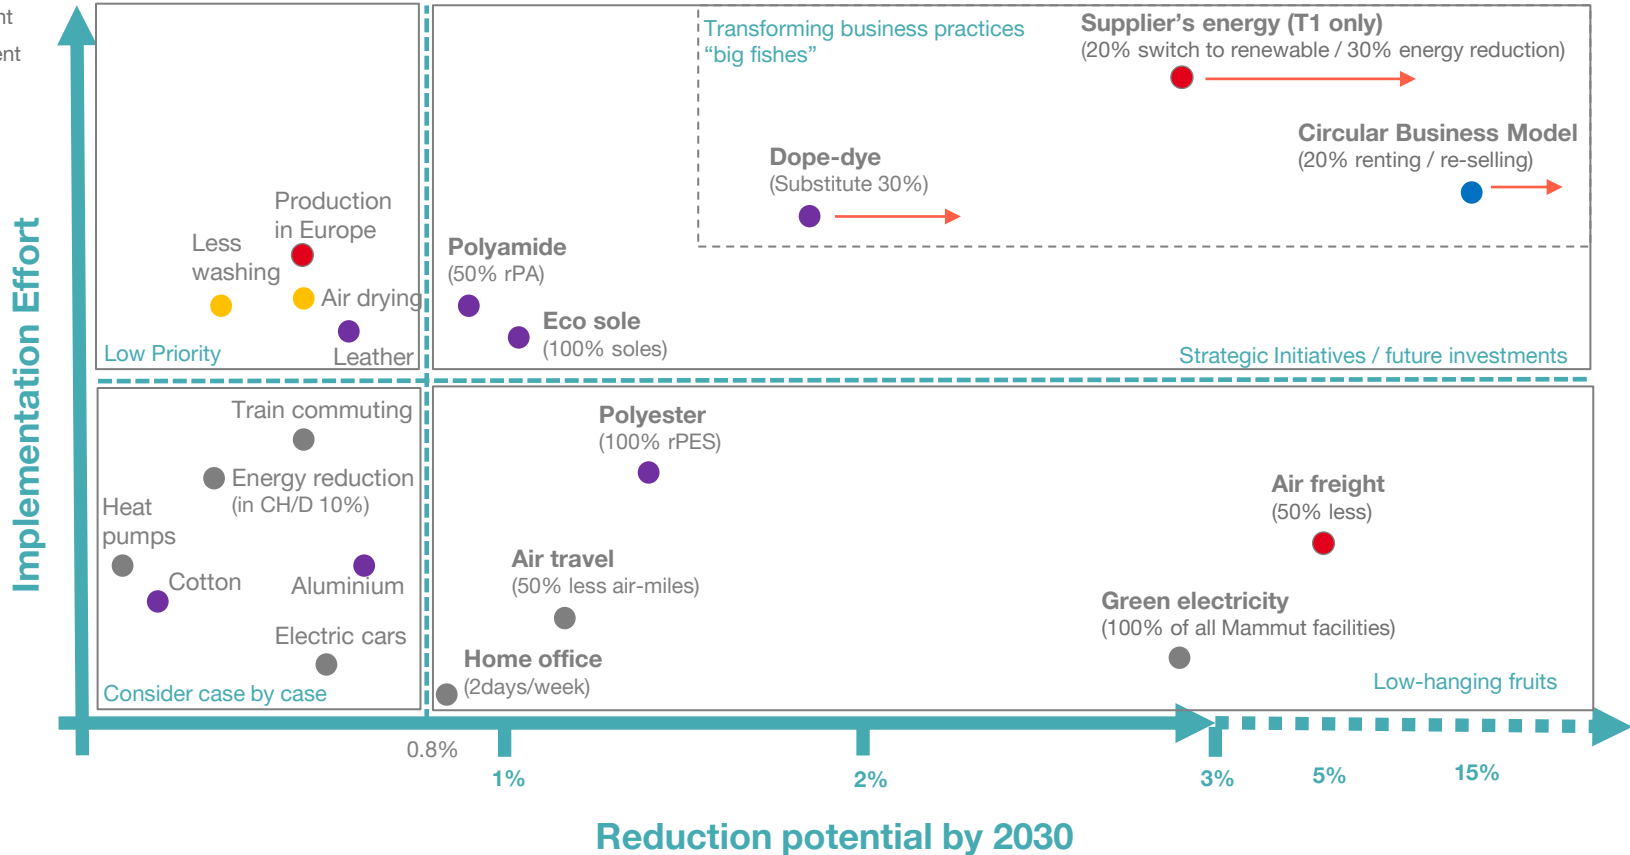 Transforming business practices
“big fishes”
Supplier’s energy (T1 only)
(20% switch to renewable / 30% energy reduction)
Circular Business Model
(20% renting / re-selling)
Dope-dye
(Substitute 30%)
Production
in Europe
Less
washing
Air drying
Leather
Low Priority
Polyamide
(50% rPA)
Eco sole
(100% soles)
Strategic Initiatives / future investments
Implementation Effort
Train commuting
Energy reduction
(in CH/D 10%)
Heat
pumps
Cotton
Aluminium
Electric cars
Consider case by case
Polyester
(100% rPES)
Air freight
(50% less)
Air travel
(50% less air-miles)
Green electricity
(100% of all Mammut facilities)
Home office
(2days/week)
Low-hanging fruits
0.8%
1%
2%
3%
5%
15%
Reduction potential by 2030